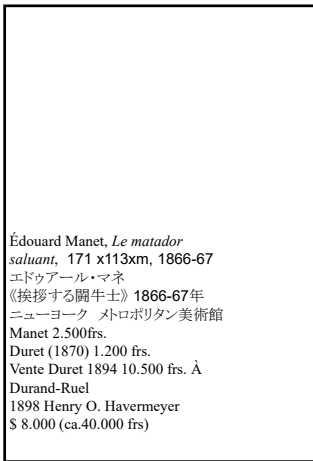 Édouard Manet, Le matador
saluant, 171 x113xm, 1866-67
エドゥアール・マネ
《挨拶する闘牛士》 1866-67年
ニューヨーク メトロポリタン美術館
Manet 2.500frs.
Duret (1870) 1.200 frs.
Vente Duret 1894 10.500 frs. À
Durand-Ruel
1898 Henry O. Havermeyer
$ 8.000 (ca.40.000 frs)